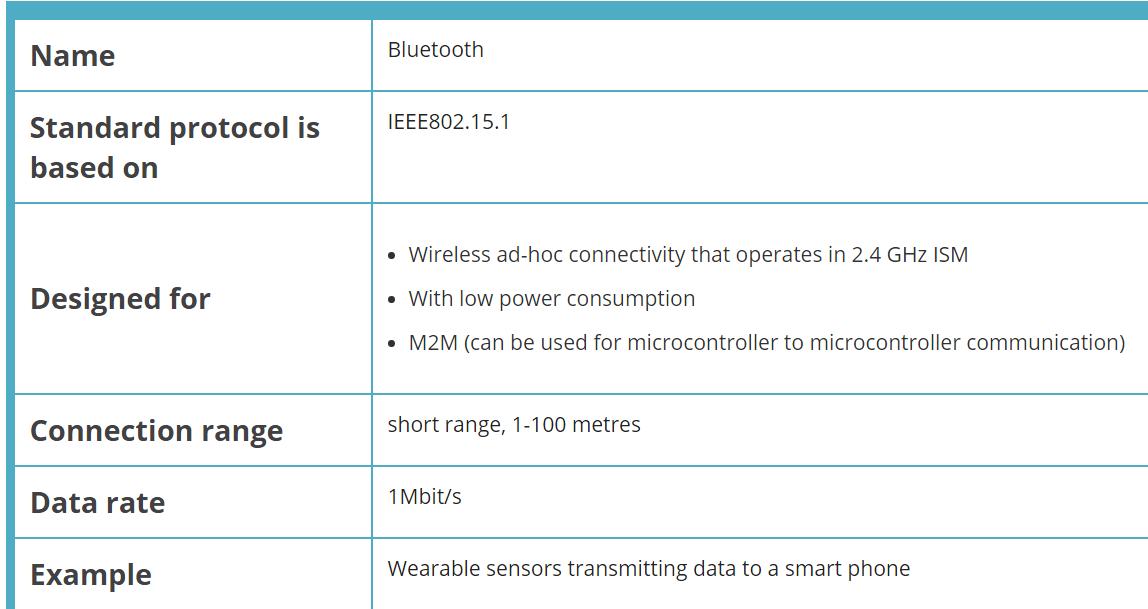 Name
Bluetooth
Standard protocol is
based on
IEEE802.15.1
Designed for
• Wireless ad-hoc connectivity that operates in 2.4 GHz ISM
• With low power consumption
• M2M (can be used for microcontroller to microcontroller communication)
Connection range
short range, 1-100 metres
Data rate
1Mbit/s
Example
Wearable sensors transmitting data to a smart phone